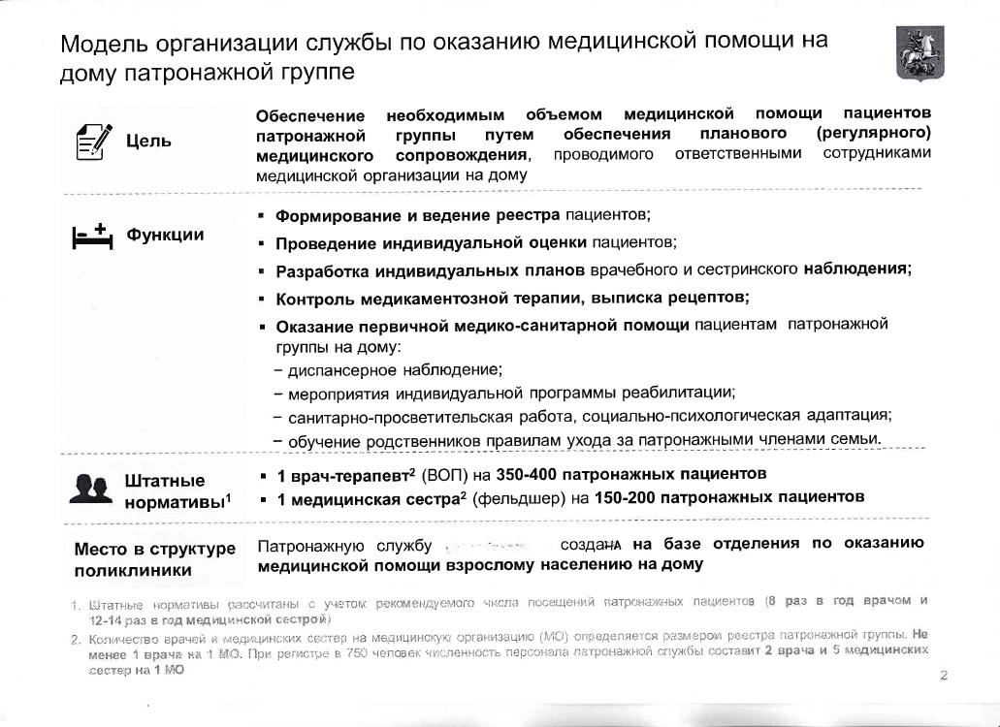 Модель организации службы по оказанию медицинской помощи на
дому патронажной группе
Цель
Обеспечение необходимым объемом медицинской помощи пациентов
патронажной группы путем обеспечения планового (регулярного)
медицинского сопровождения, проводимого ответственными сотрудниками
медицинской организации на дому
Функции
▪ Формирование и ведение реестра пациентов;
▪ Проведение индивидуальной оценки пациентов;
▪ Разработка индивидуальных планов врачебного и сестринского наблюдения;
▪ Контроль медикаментозной терапии, выписка рецептов;
▪ Оказание первичной медико-санитарной помощи пациентам патронажной
группы на дому:
− диспансерное наблюдение;
− мероприятия индивидуальной программы реабилитации;
− санитарно-просветительская работа, социально-психологическая адаптация;
− обучение родственников правилам ухода за патронажными членами семьи.
Штатные
нормативы¹
▪ 1 врач-терапевт² (ВОП) на 350-400 патронажных пациентов
▪ 1 медицинская сестра² (фельдшер) на 150-200 патронажных пациентов
Место в структуре
поликлиники
Патронажную службу создана на базе отделения по оказанию
медицинской помощи взрослому населению на дому
1. Штатные нормативы рассчитаны с учетом рекомендуемого числа посещений патронажных пациентов (8 раз в год врачом и
12-14 раз в год медицинской сестрой)
2. Количество врачей и медицинских сестер на медицинскую организацию (МО) определяется размером реестра патронажной группы. Не
менее 1 врача на 1 МО. При регистре в 750 человек численность персонала патронажной службы составит 2 врача и 5 медицинских
сестер на 1 МО
2